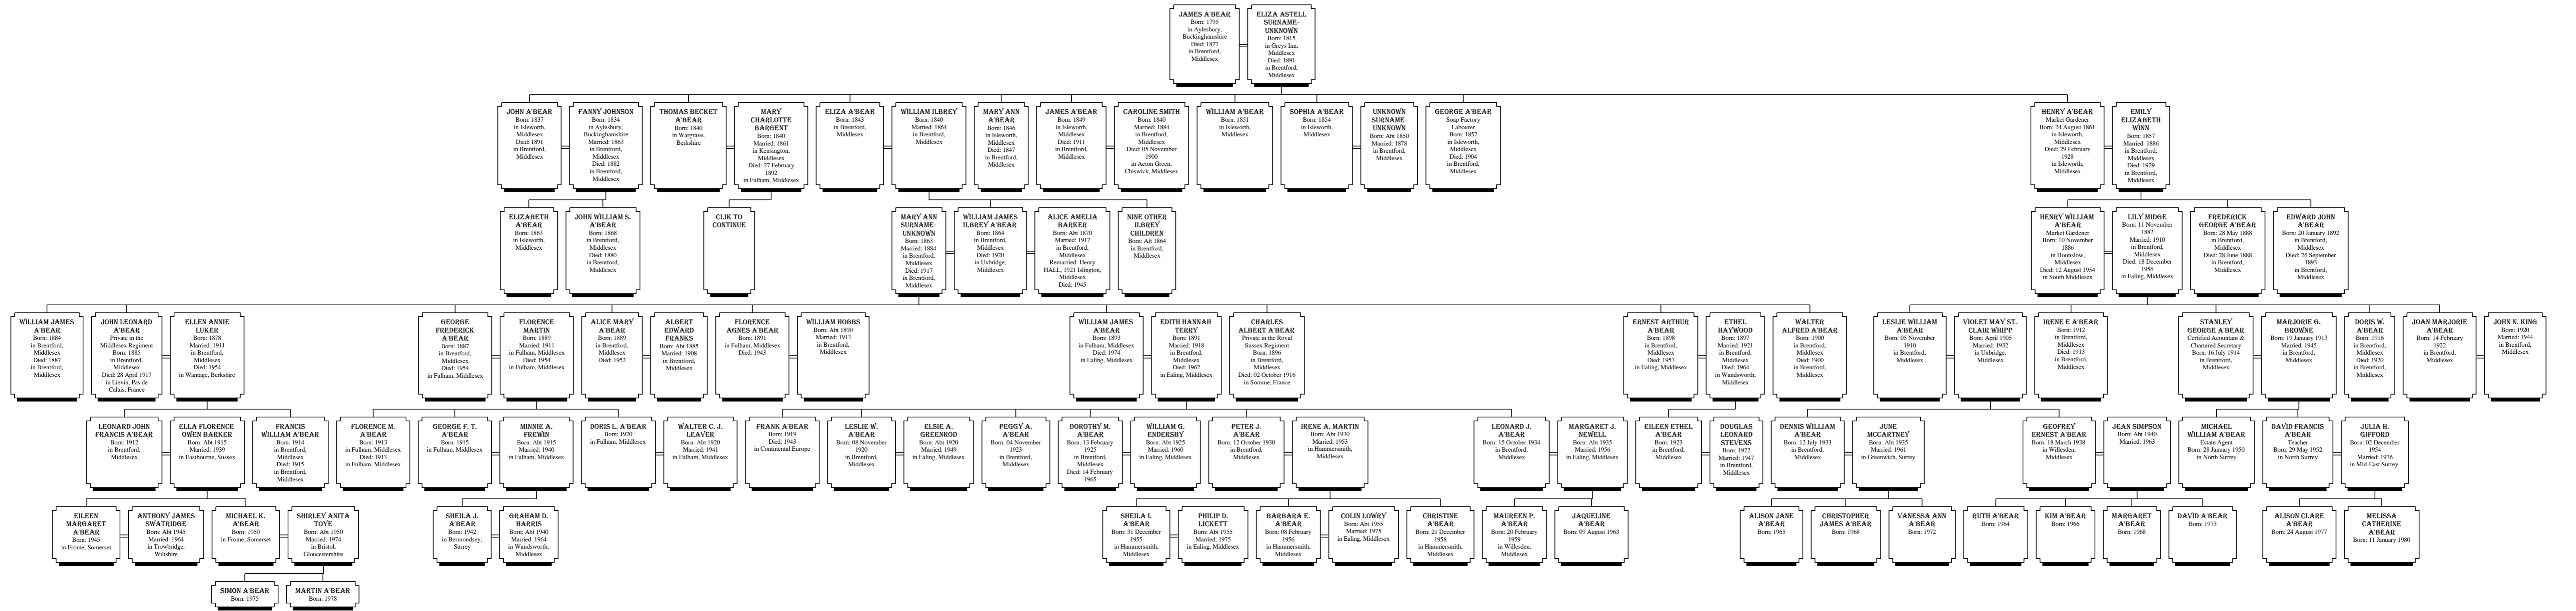 JAMES A'BEAR
Born: 1795
in Aylesbury,
Buckinghamshire
Died: 1877
in Brentford,
Middlesex
ELIZA ASTELL
SURNAME-
UNKNOWN
Born: 1815
in Greys Inn,
Middlesex
Died: 1891
in Brentford,
Middlesex
JOHN A'BEAR
Born: 1837
in Isleworth,
Middlesex
Died: 1891
in Brentford,
Middlesex
FANNY JOHNSON
Born: 1834
in Aylesbury,
Buckinghamshire
Married: 1863
in Brentford,
Middlesex
Died: 1882
in Brentford,
Middlesex
THOMAS BECKET
A'BEAR
Born: 1840
in Wargrave,
Berkshire
MARY
CHARLOTTE
BARGENT
Born: 1840
Married: 1861
in Kensington,
Middlesex
Died: 27 February
1892
in Fulham, Middlesex
ELIZA A'BEAR
Born: 1843
in Brentford,
Middlesex
WILLIAM ILBREY
Born: 1840
Married: 1864
in Brentford,
Middlesex
MARY ANN
A'BEAR
Born: 1846
in Isleworth,
Middlesex
Died: 1847
in Brentford,
Middlesex
JAMES A'BEAR
Born: 1849
in Isleworth,
Middlesex
Died: 1911
in Brentford,
Middlesex
CAROLINE SMITH
Born: 1840
Married: 1884
in Brentford,
Middlesex
Died: 05 November
1900
in Acton Green,
Chiswick, Middlesex
WILLIAM A'BEAR
Born: 1851
in Isleworth,
Middlesex
SOPHIA A'BEAR
Born: 1854
in Isleworth,
Middlesex
UNKNOWN
SURNAME-
UNKNOWN
Born: Abt 1850
Married: 1878
in Brentford,
Middlesex
GEORGE A'BEAR
Soap Factory
Labourer
Born: 1857
in Isleworth,
Middlesex
Died: 1904
in Brentford,
Middlesex
HENRY A'BEAR
Market Gardener
Born: 24 August 1861
in Isleworth,
Middlesex
Died: 29 February
1928
in Isleworth,
Middlesex
EMILY
ELIZABETH
WINN
Born: 1857
Married: 1886
in Brentford,
Middlesex
Died: 1929
in Brentford,
Middlesex
ELIZABETH
A'BEAR
Born: 1863
in Isleworth,
Middlesex
JOHN WILLIAM S.
A'BEAR
Born: 1868
in Brentford,
Middlesex
Died: 1880
in Brentford,
Middlesex
CLIK TO
CONTINUE
MARY ANN
SURNAME-
UNKNOWN
Born: 1863
Married: 1884
in Brentford,
Middlesex
Died: 1917
in Brentford,
Middlesex
WILLIAM JAMES
ILBREY A'BEAR
Born: 1864
in Brentford,
Middlesex
Died: 1920
in Uxbridge,
Middlesex
ALICE AMELIA
BARKER
Born: Abt 1870
Married: 1917
in Brentford,
Middlesex
Remarried: Henry
HALL, 1921 Islington,
Middlesex
Died: 1945
NINE OTHER
ILBREY
CHILDREN
Born: Aft 1864
in Brentford,
Middlesex
HENRY WILLIAM
A'BEAR
Market Gardener
Born: 10 November
1886
in Hounslow,
Middlesex
Died: 12 August 1954
in South Middlesex
LILY MIDGE
Born: 11 November
1882
Married: 1910
in Brentford,
Middlesex
Died: 18 December
1956
in Ealing, Middlesex
FREDERICK
GEORGE A'BEAR
Born: 28 May 1888
in Brentford,
Middlesex
Died: 28 June 1888
in Brentford,
Middlesex
EDWARD JOHN
A'BEAR
Born: 20 January 1892
in Brentford,
Middlesex
Died: 26 September
1893
in Brentford,
Middlesex
WILLIAM JAMES
A'BEAR
Born: 1884
in Brentford,
Middlesex
Died: 1887
in Brentford,
Middlesex
JOHN LEONARD
A'BEAR
Private in the
Middlesex Regiment
Born: 1885
in Brentford,
Middlesex
Died: 28 April 1917
in Lievin, Pas de
Calais, France
ELLEN ANNIE
LUKER
Born: 1878
Married: 1911
in Brentford,
Middlesex
Died: 1954
in Wantage, Berkshire
GEORGE
FREDERICK
A'BEAR
Born: 1887
in Brentford,
Middlesex
Died: 1954
in Fulham, Middlesex
FLORENCE
MARTIN
Born: 1889
Married: 1911
in Fulham, Middlesex
Died: 1954
in Fulham, Middlesex
ALICE MARY
A'BEAR
Born: 1889
in Brentford,
Middlesex
Died: 1952
ALBERT
EDWARD
FRANKS
Born: Abt 1885
Married: 1908
in Brentford,
Middlesex
FLORENCE
AGNES A'BEAR
Born: 1891
in Fulham, Middlesex
Died: 1943
WILLIAM HOBBS
Born: Abt 1890
Married: 1913
in Brentford,
Middlesex
WILLIAM JAMES
A'BEAR
Born: 1893
in Fulham, Middlesex
Died: 1974
in Ealing, Middlesex
EDITH HANNAH
TERRY
Born: 1891
Married: 1918
in Brentford,
Middlesex
Died: 1962
in Ealing, Middlesex
CHARLES
ALBERT A'BEAR
Private in the Royal
Sussex Regiment
Born: 1896
in Brentford,
Middlesex
Died: 02 October 1916
in Somme, France
ERNEST ARTHUR
A'BEAR
Born: 1898
in Brentford,
Middlesex
Died: 1953
in Ealing, Middlesex
ETHEL
HAYWOOD
Born: 1897
Married: 1921
in Brentford,
Middlesex
Died: 1964
in Wandsworth,
Middlesex
WALTER
ALFRED A'BEAR
Born: 1900
in Brentford,
Middlesex
Died: 1900
in Brentford,
Middlesex
LESLIE WILLIAM
A'BEAR
Born: 05 November
1910
in Brentford,
Middlesex
VIOLET MAY ST.
CLAIR WHIPP
Born: April 1905
Married: 1932
in Uxbridge,
Middlesex
IRENE E A'BEAR
Born: 1912
in Brentford,
Middlesex
Died: 1913
in Brentford,
Middlesex
STANLEY
GEORGE A'BEAR
Certified Acountant &
Chartered Secretary
Born: 16 July 1914
in Brentford,
Middlesex
MARJORIE G.
BROWNE
Born: 19 January 1913
Married: 1945
in Brentford,
Middlesex
DORIS W.
A'BEAR
Born: 1916
in Brentford,
Middlesex
Died: 1920
in Brentford,
Middlesex
JOAN MARJORIE
A'BEAR
Born: 14 February
1922
in Brentford,
Middlesex
JOHN N. KING
Born: 1920
Married: 1944
in Brentford,
Middlesex
LEONARD JOHN
FRANCIS A'BEAR
Born: 1912
in Brentford,
Middlesex
ELLA FLORENCE
OWEN BARKER
Born: Abt 1915
Married: 1939
in Eastbourne, Sussex
FRANCIS
WILLIAM A'BEAR
Born: 1914
in Brentford,
Middlesex
Died: 1915
in Brentford,
Middlesex
FLORENCE M.
A'BEAR
Born: 1913
in Fulham, Middlesex
Died: 1913
in Fulham, Middlesex
GEORGE F. T.
A'BEAR
Born: 1915
in Fulham, Middlesex
MINNIE A.
FREWIN
Born: Abt 1915
Married: 1940
in Fulham, Middlesex
DORIS L. A'BEAR
Born: 1920
in Fulham, Middlesex
WALTER C. J.
LEAVER
Born: Abt 1920
Married: 1941
in Fulham, Middlesex
FRANK A'BEAR
Born: 1919
Died: 1943
in Continental Europe
LESLIE W.
A'BEAR
Born: 08 November
1920
in Brentford,
Middlesex
ELSIE A.
GREENROD
Born: Abt 1920
Married: 1949
in Ealing, Middlesex
PEGGY A.
A'BEAR
Born: 04 November
1923
in Brentford,
Middlesex
DOROTHY M.
A'BEAR
Born: 13 February
1925
in Brentford,
Middlesex
Died: 14 February
1965
WILLIAM G.
ENDERSBY
Born: Abt 1925
Married: 1960
in Ealing, Middlesex
PETER J.
A'BEAR
Born: 12 October 1930
in Brentford,
Middlesex
IRENE A. MARTIN
Born: Abt 1930
Married: 1953
in Hammersmith,
Middlesex
LEONARD J.
A'BEAR
Born: 15 October 1934
in Brentford,
Middlesex
MARGARET J.
NEWELL
Born: Abt 1935
Married: 1956
in Ealing, Middlesex
EILEEN ETHEL
A'BEAR
Born: 1923
in Brentford,
Middlesex
DOUGLAS
LEONARD
STEVENS
Born: 1922
Married: 1947
in Brentford,
Middlesex
DENNIS WILLIAM
A'BEAR
Born: 12 July 1933
in Brentford,
Middlesex
JUNE
MCCARTNEY
Born: Abt 1935
Married: 1961
in Greenwich, Surrey
GEOFREY
ERNEST A'BEAR
Born: 18 March 1938
in Willesden,
Middlesex
JEAN SIMPSON
Born: Abt 1940
Married: 1963
MICHAEL
WILLIAM A'BEAR
Estate Agent
Born: 28 January 1950
in North Surrey
DAVID FRANCIS
A'BEAR
Teacher
Born: 29 May 1952
in North Surrey
JULIA H.
GIFFORD
Born: 02 December
1954
Married: 1976
in Mid-East Surrey
EILEEN
MARGARET
A'BEAR
Born: 1945
in Frome, Somerset
ANTHONY JAMES
SWATRIDGE
Born: Abt 1945
Married: 1964
in Trowbridge,
Wiltshire
MICHAEL K.
A'BEAR
Born: 1950
in Frome, Somerset
SHIRLEY ANITA
TOYE
Born: Abt 1950
Married: 1974
in Bristol,
Gloucestershire
SHEILA J.
A'BEAR
Born: 1942
in Bermondsey,
Surrey
GRAHAM D.
HARRIS
Born: Abt 1940
Married: 1964
in Wandsworth,
Middlesex
SHEILA I.
A'BEAR
Born: 31 December
1955
in Hammersmith,
Middlesex
PHILIP D.
LICKETT
Born: Abt 1955
Married: 1975
in Ealing, Middlesex
BARBARA E.
A'BEAR
Born: 08 February
1956
in Hammersmith,
Middlesex
COLIN LOWRY
Born: Abt 1955
Married: 1975
in Ealing, Middlesex
CHRISTINE
A'BEAR
Born: 21 December
1958
in Hammersmith,
Middlesex
MAUREEN P.
A'BEAR
Born: 20 February
1959
in Willesden,
Middlesex
JAQUELINE
A'BEAR
Born: 09 August 1963
ALISON JANE
A'BEAR
Born: 1965
CHRISTOPHER
JAMES A'BEAR
Born: 1968
VANESSA ANN
A'BEAR
Born: 1972
RUTH A'BEAR
Born: 1964
KIM A'BEAR
Born: 1966
MARGARET
A'BEAR
Born: 1968
DAVID A'BEAR
Born: 1973
ALISON CLARE
A'BEAR
Born: 24 August 1977
MELISSA
CATHERINE
A'BEAR
Born: 11 January 1980
SIMON A'BEAR
Born: 1975
MARTIN A'BEAR
Born: 1978